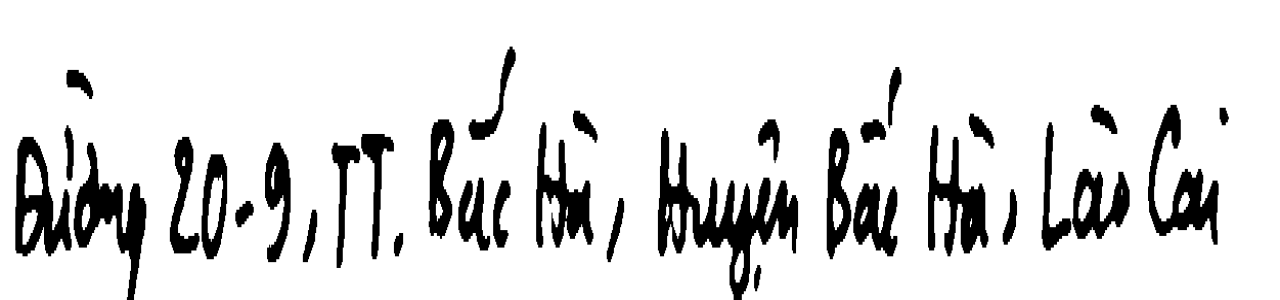 Đường 20-9, TT. Bắc Hà, Huyện Bắc Hà, Lào Cai